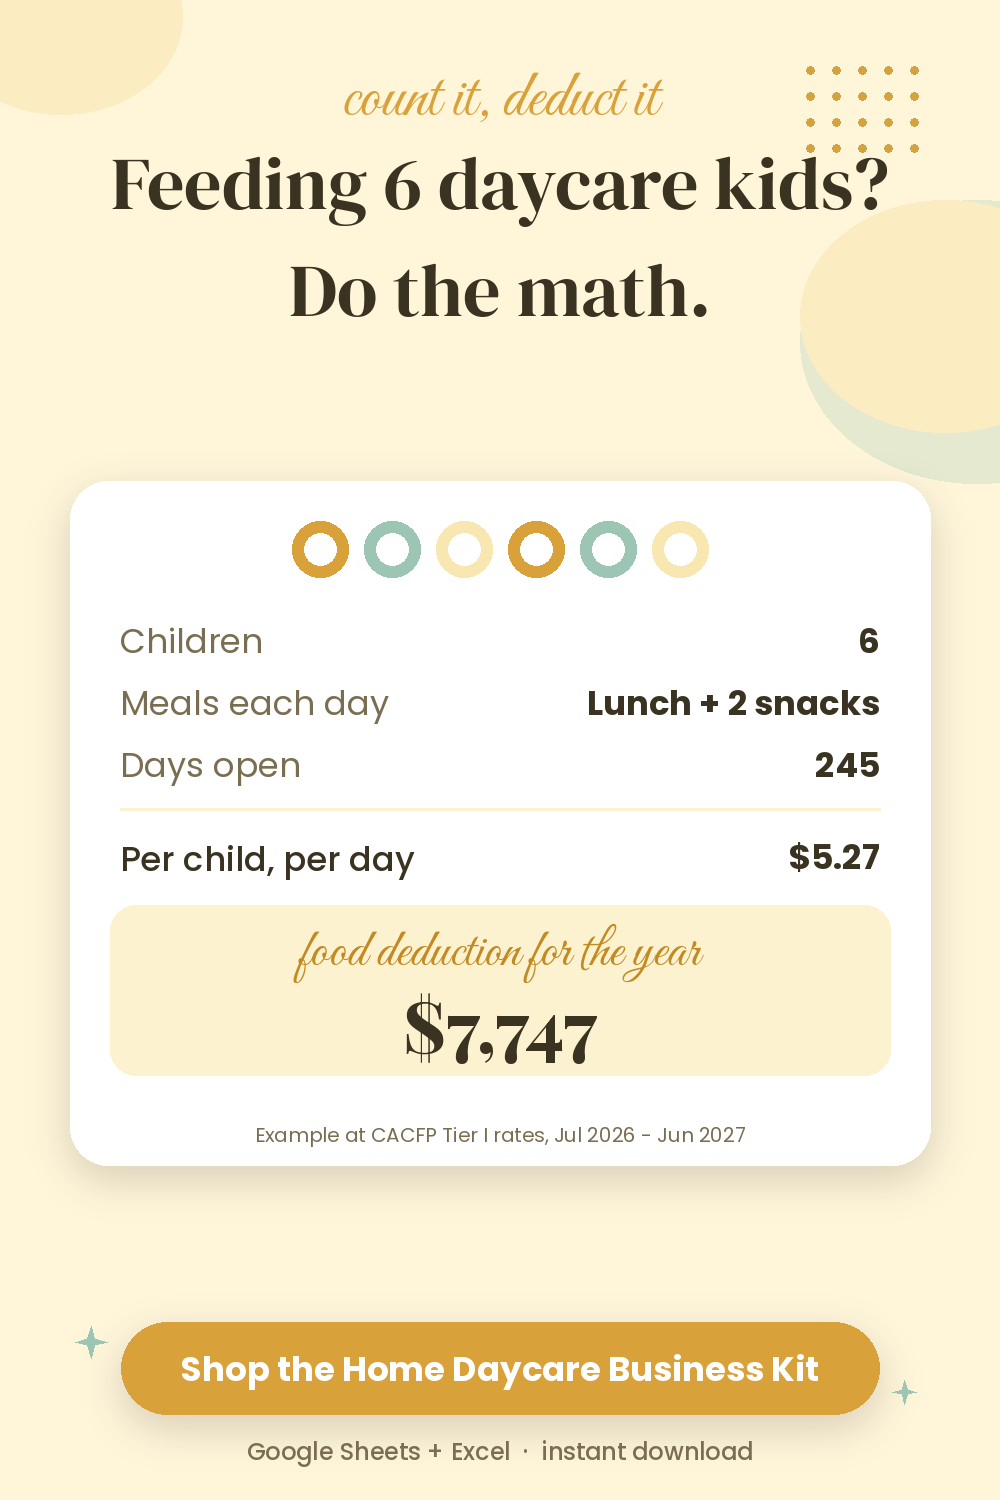 count it, deduct it
Feeding 6 daycare kids?
Do the math.
Children 6
Meals each day Lunch + 2 snacks
Days open 245
Per child, per day $5.27
food deduction for the year
$7,747
Example at CACFP Tier I rates, Jul 2026 - Jun 2027
Shop the Home Daycare Business Kit
Google Sheets + Excel · instant download